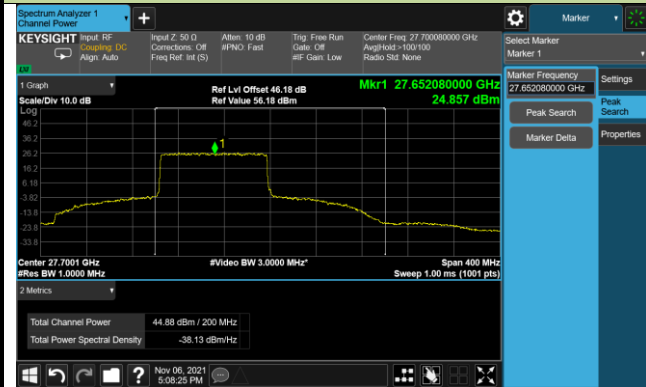 Spectrum Analyzer 1
Channel Power
+
Marker
KEYSIGHT
Input: RF
Coupling: DC
Align: Auto
Input Z: 50 Ω
Corrections: Off
Freq Ref: Int (S)
Atten: 10 dB
#PNO: Fast
Trig: Free Run
Gate: Off
#IF Gain: Low
Center Freq: 27.700080000 GHz
Avg|Hold:>100/100
Radio Std: None
Select Marker
Marker 1
Marker Frequency
27.652080000 GHz
Settings
Peak Search
Peak
Search
Marker Delta
Properties
1 Graph
Scale/Div 10.0 dB
Ref Lvl Offset 46.18 dB
Ref Value 56.18 dBm
Mkr1 27.652080000 GHz
24.857 dBm
Log
46.2
36.2
26.2
16.2
6.18
-3.82
-13.8
-23.8
-33.8
1
Center 27.7001 GHz
#Res BW 1.0000 MHz
#Video BW 3.0000 MHz*
Span 400 MHz
Sweep 1.00 ms (1001 pts)
2 Metrics
Total Channel Power 44.88 dBm / 200 MHz
Total Power Spectral Density -38.13 dBm/Hz
?
Nov 06, 2021
5:08:25 PM